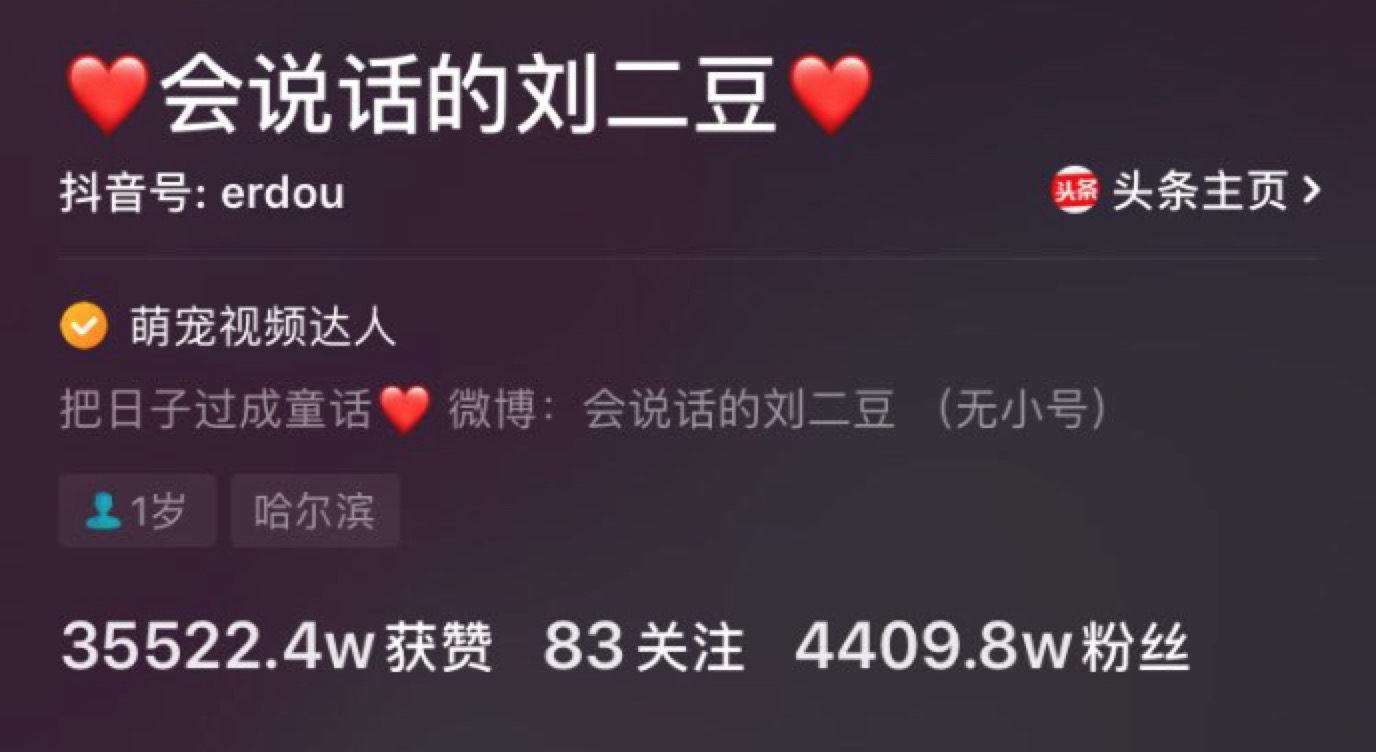 ❤️会说话的刘二豆❤️
抖音号: erdou
头条 头条主页 >
萌宠视频达人
把日子过成童话❤️ 微博：会说话的刘二豆 （无小号）
1岁 哈尔滨
35522.4w获赞 83关注 4409.8w粉丝